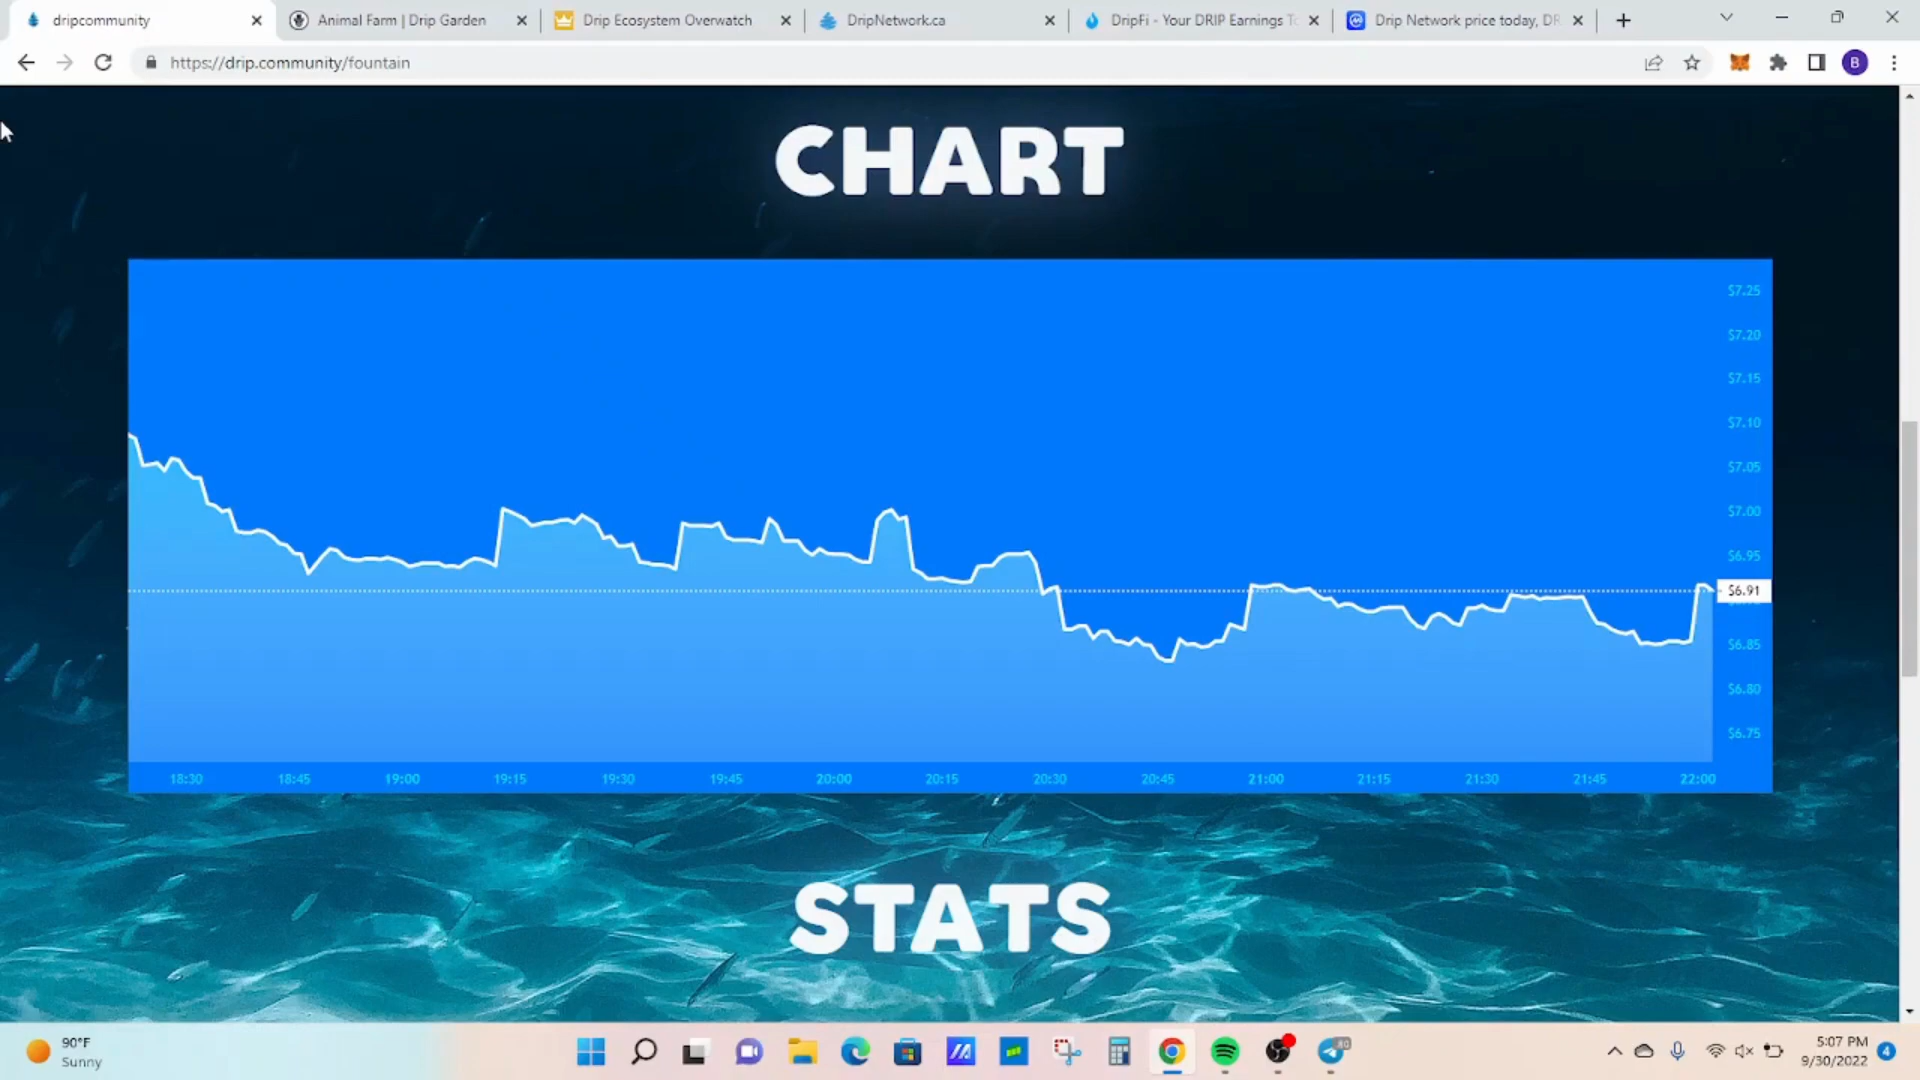 dripcommunity
Animal Farm | Drip Garden
Drip Ecosystem Overwatch
DripNetwork.ca
DripFi - Your DRIP Earnings T
Drip Network price today, DR
https://drip.community/fountain
B
CHART
$7.25
$7.20
$7.15
$7.10
$7.05
$7.00
$6.95
$6.91
$6.85
$6.80
$6.75
18:30 18:45 19:00 19:15 19:30 19:45 20:00 20:15 20:30 20:45 21:00 21:15 21:30 21:45 22:00
STATS
90°F
Sunny
80
5:07 PM
9/30/2022
4